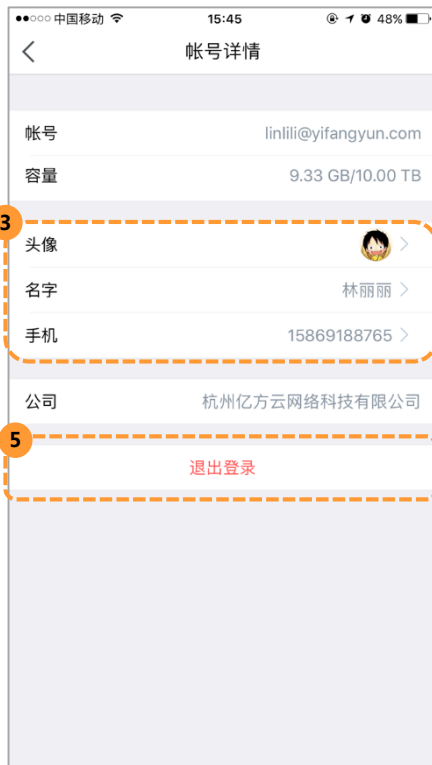 中国移动 15:45 48%
帐号详情
帐号 linlili@yifangyun.com
容量 9.33 GB/10.00 TB
3
头像
名字 林丽丽
手机 15869188765
公司 杭州亿方云网络科技有限公司
5
退出登录